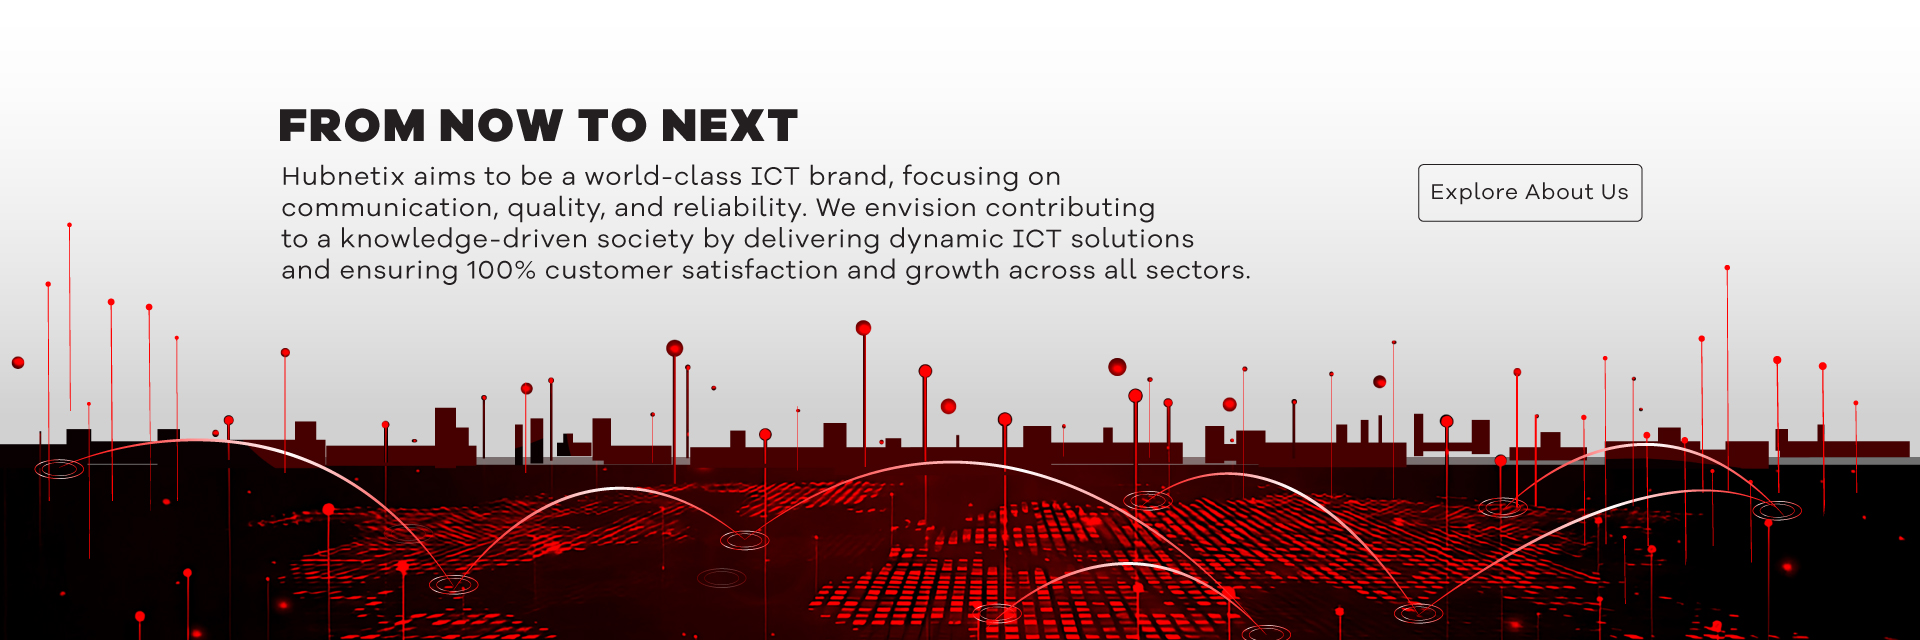 FROM NOW TO NEXT
Hubnetix aims to be a world-class ICT brand, focusing on
communication, quality, and reliability. We envision contributing
to a knowledge-driven society by delivering dynamic ICT solutions
and ensuring 100% customer satisfaction and growth across all sectors.
Explore About Us